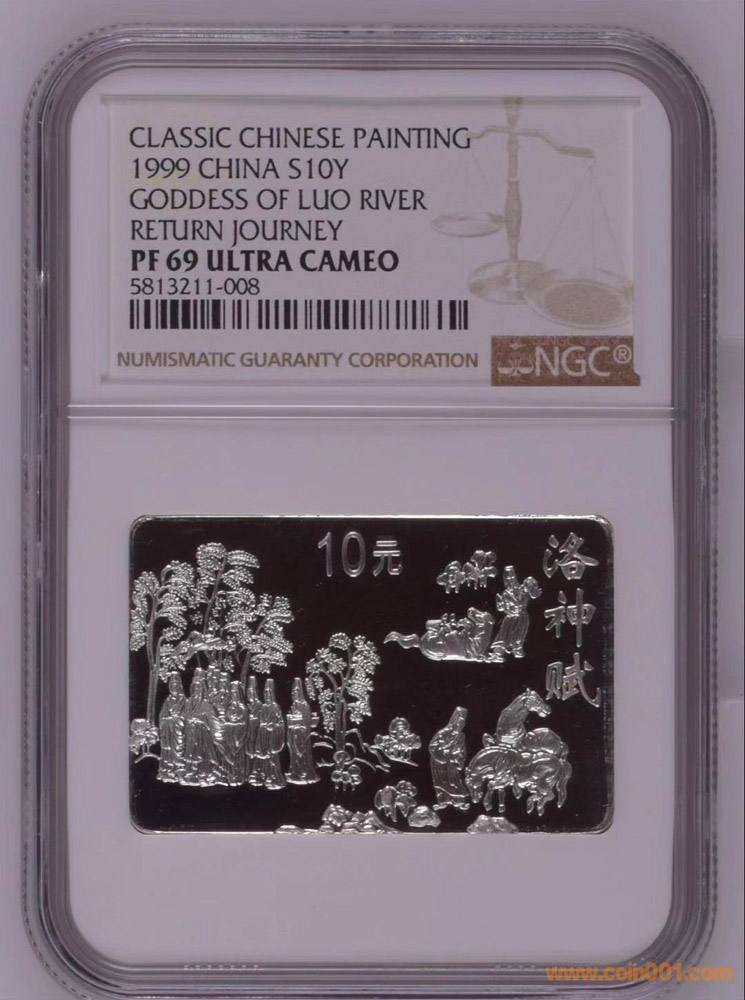 CLASSIC CHINESE PAINTING
1999 CHINA S10Y
GODDESS OF LUO RIVER
RETURN JOURNEY
PF 69 ULTRA CAMEO
5813211-008
NUMISMATIC GUARANTY CORPORATION
NGC®
10元
洛神赋
www.coin001.com